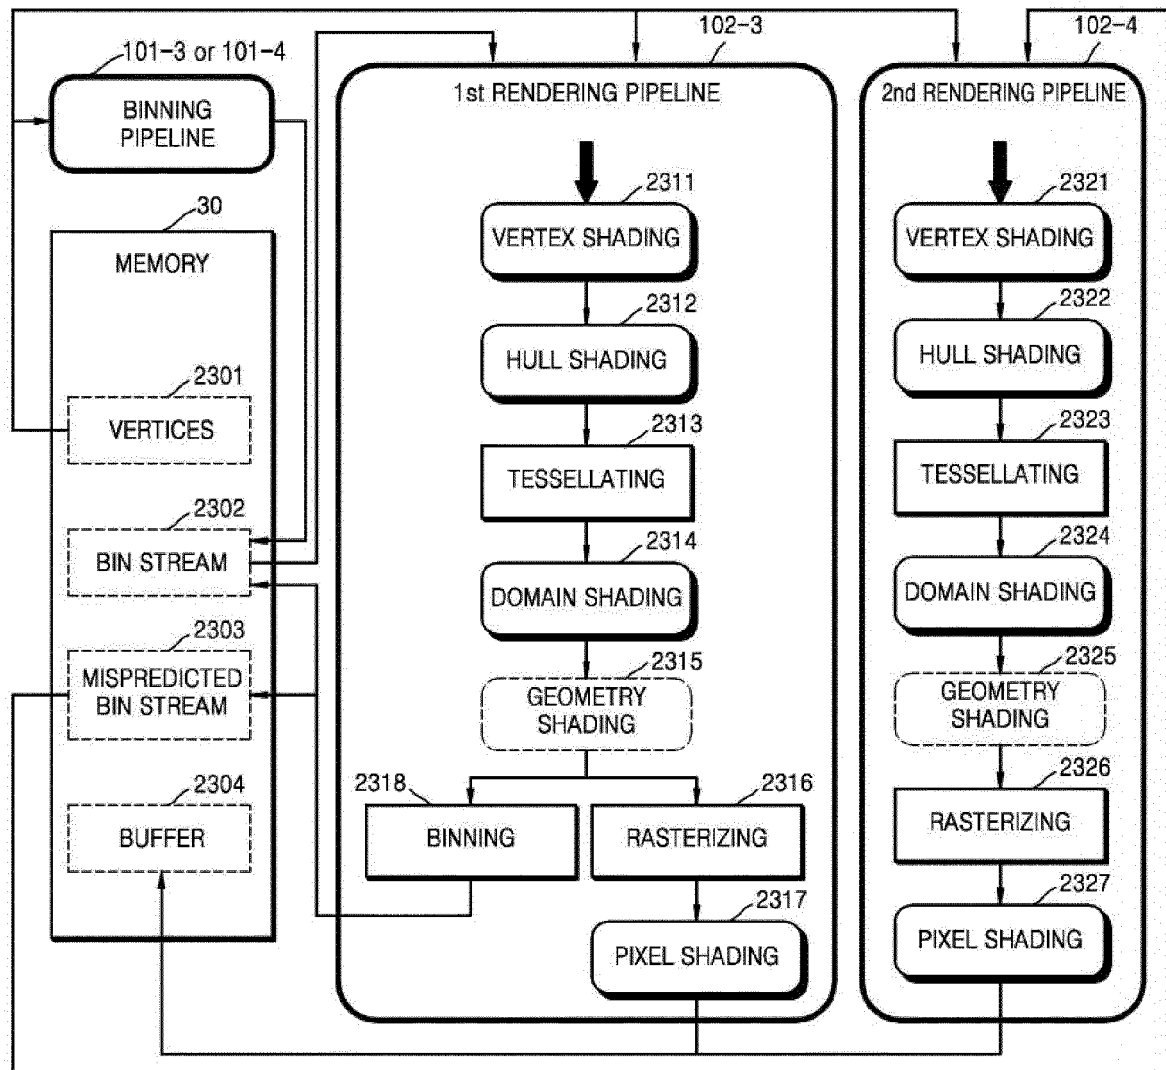 101-3 or 101-4
BINNING
PIPELINE
30
MEMORY
2301
VERTICES
2302
BIN STREAM
2303
MISPREDICTED
BIN STREAM
2304
BUFFER
102-3
1st RENDERING PIPELINE
2311
VERTEX SHADING
2312
HULL SHADING
2313
TESSELLATING
2314
DOMAIN SHADING
2315
GEOMETRY
SHADING
2318
BINNING
2316
RASTERIZING
2317
PIXEL SHADING
102-4
2nd RENDERING PIPELINE
2321
VERTEX SHADING
2322
HULL SHADING
2323
TESSELLATING
2324
DOMAIN SHADING
2325
GEOMETRY
SHADING
2326
RASTERIZING
2327
PIXEL SHADING